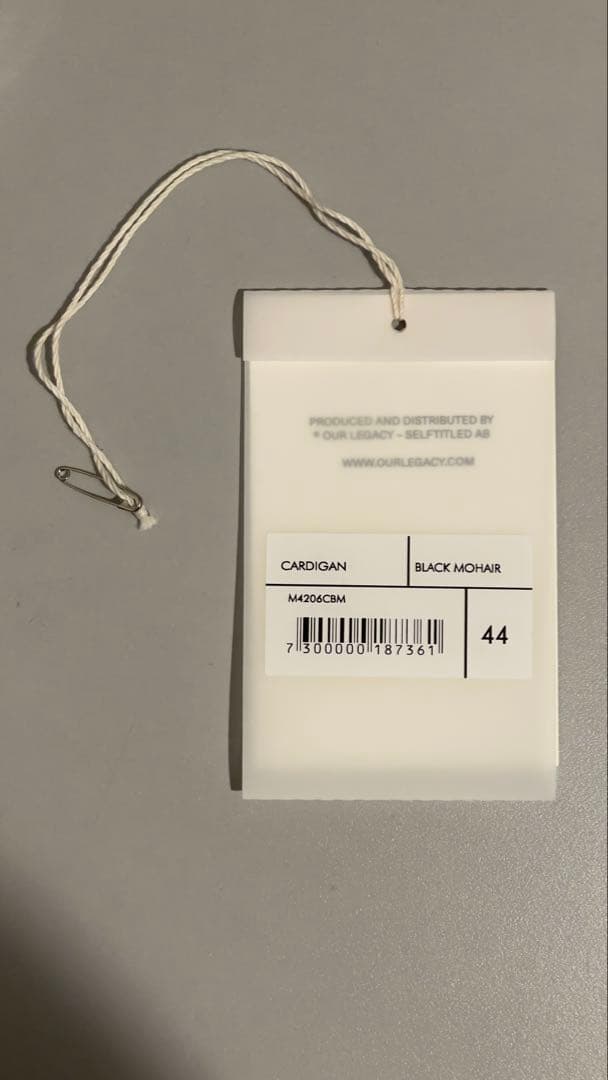 PRODUCED AND DISTRIBUTED BY
® OUR LEGACY – SELFTITLED AB
WWW.OURLEGACY.COM
CARDIGAN
BLACK MOHAIR
M4206CBM
44
7 300000 187361